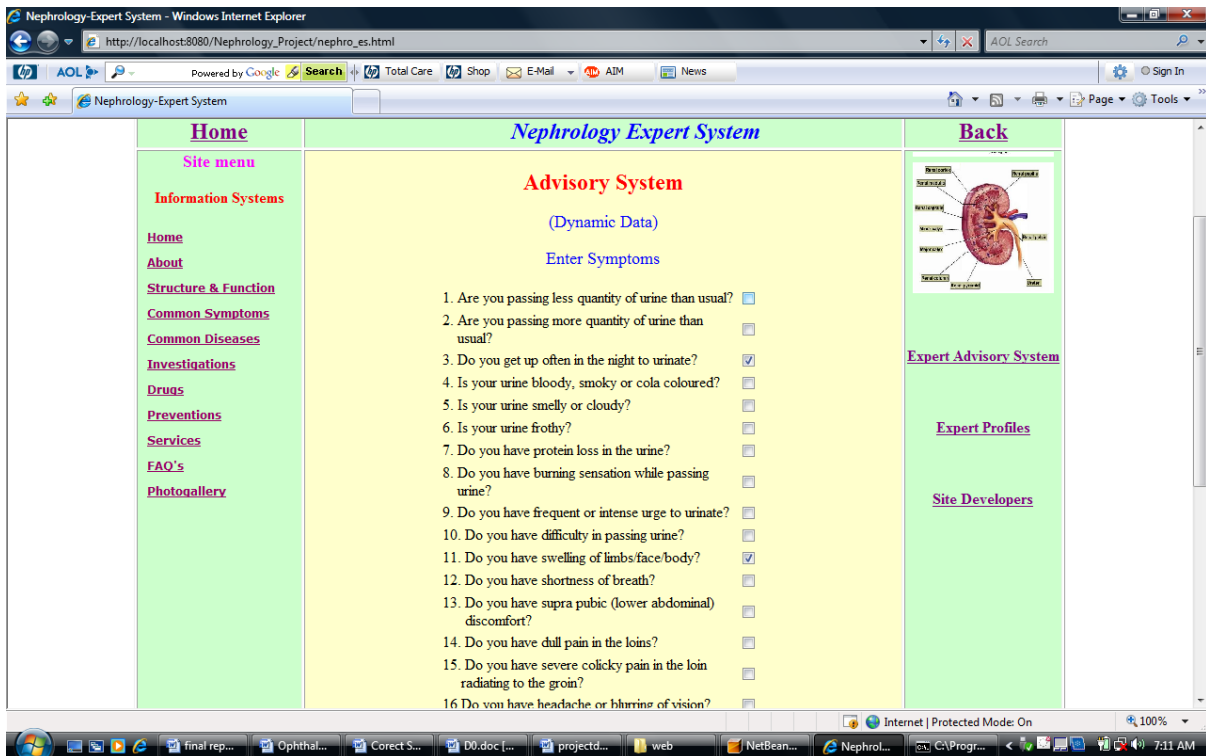 Nephrology-Expert System - Windows Internet Explorer
http://localhost:8080/Nephrology_Project/nephro_es.html
AOL Search
hp AOL Powered by Google Search hp Total Care hp Shop E-Mail AIM AIM News Sign In
Nephrology-Expert System
Page Tools
Home
Nephrology Expert System
Back
Site menu
Information Systems
Home
About
Structure & Function
Common Symptoms
Common Diseases
Investigations
Drugs
Preventions
Services
FAQ's
Photogallery
Advisory System
(Dynamic Data)
Enter Symptoms
1. Are you passing less quantity of urine than usual?
2. Are you passing more quantity of urine than
usual?
3. Do you get up often in the night to urinate?
4. Is your urine bloody, smoky or cola coloured?
5. Is your urine smelly or cloudy?
6. Is your urine frothy?
7. Do you have protein loss in the urine?
8. Do you have burning sensation while passing
urine?
9. Do you have frequent or intense urge to urinate?
10. Do you have difficulty in passing urine?
11. Do you have swelling of limbs/face/body?
12. Do you have shortness of breath?
13. Do you have supra pubic (lower abdominal)
discomfort?
14. Do you have dull pain in the loins?
15. Do you have severe colicky pain in the loin
radiating to the groin?
16 Do you have headache or blurring of vision?
Expert Advisory System
Expert Profiles
Site Developers
Internet | Protected Mode: On
100%
final rep... Ophthal... Corect S... D0.doc [... projectd... web NetBean... Nephrol... C:\Progr... 7:11 AM